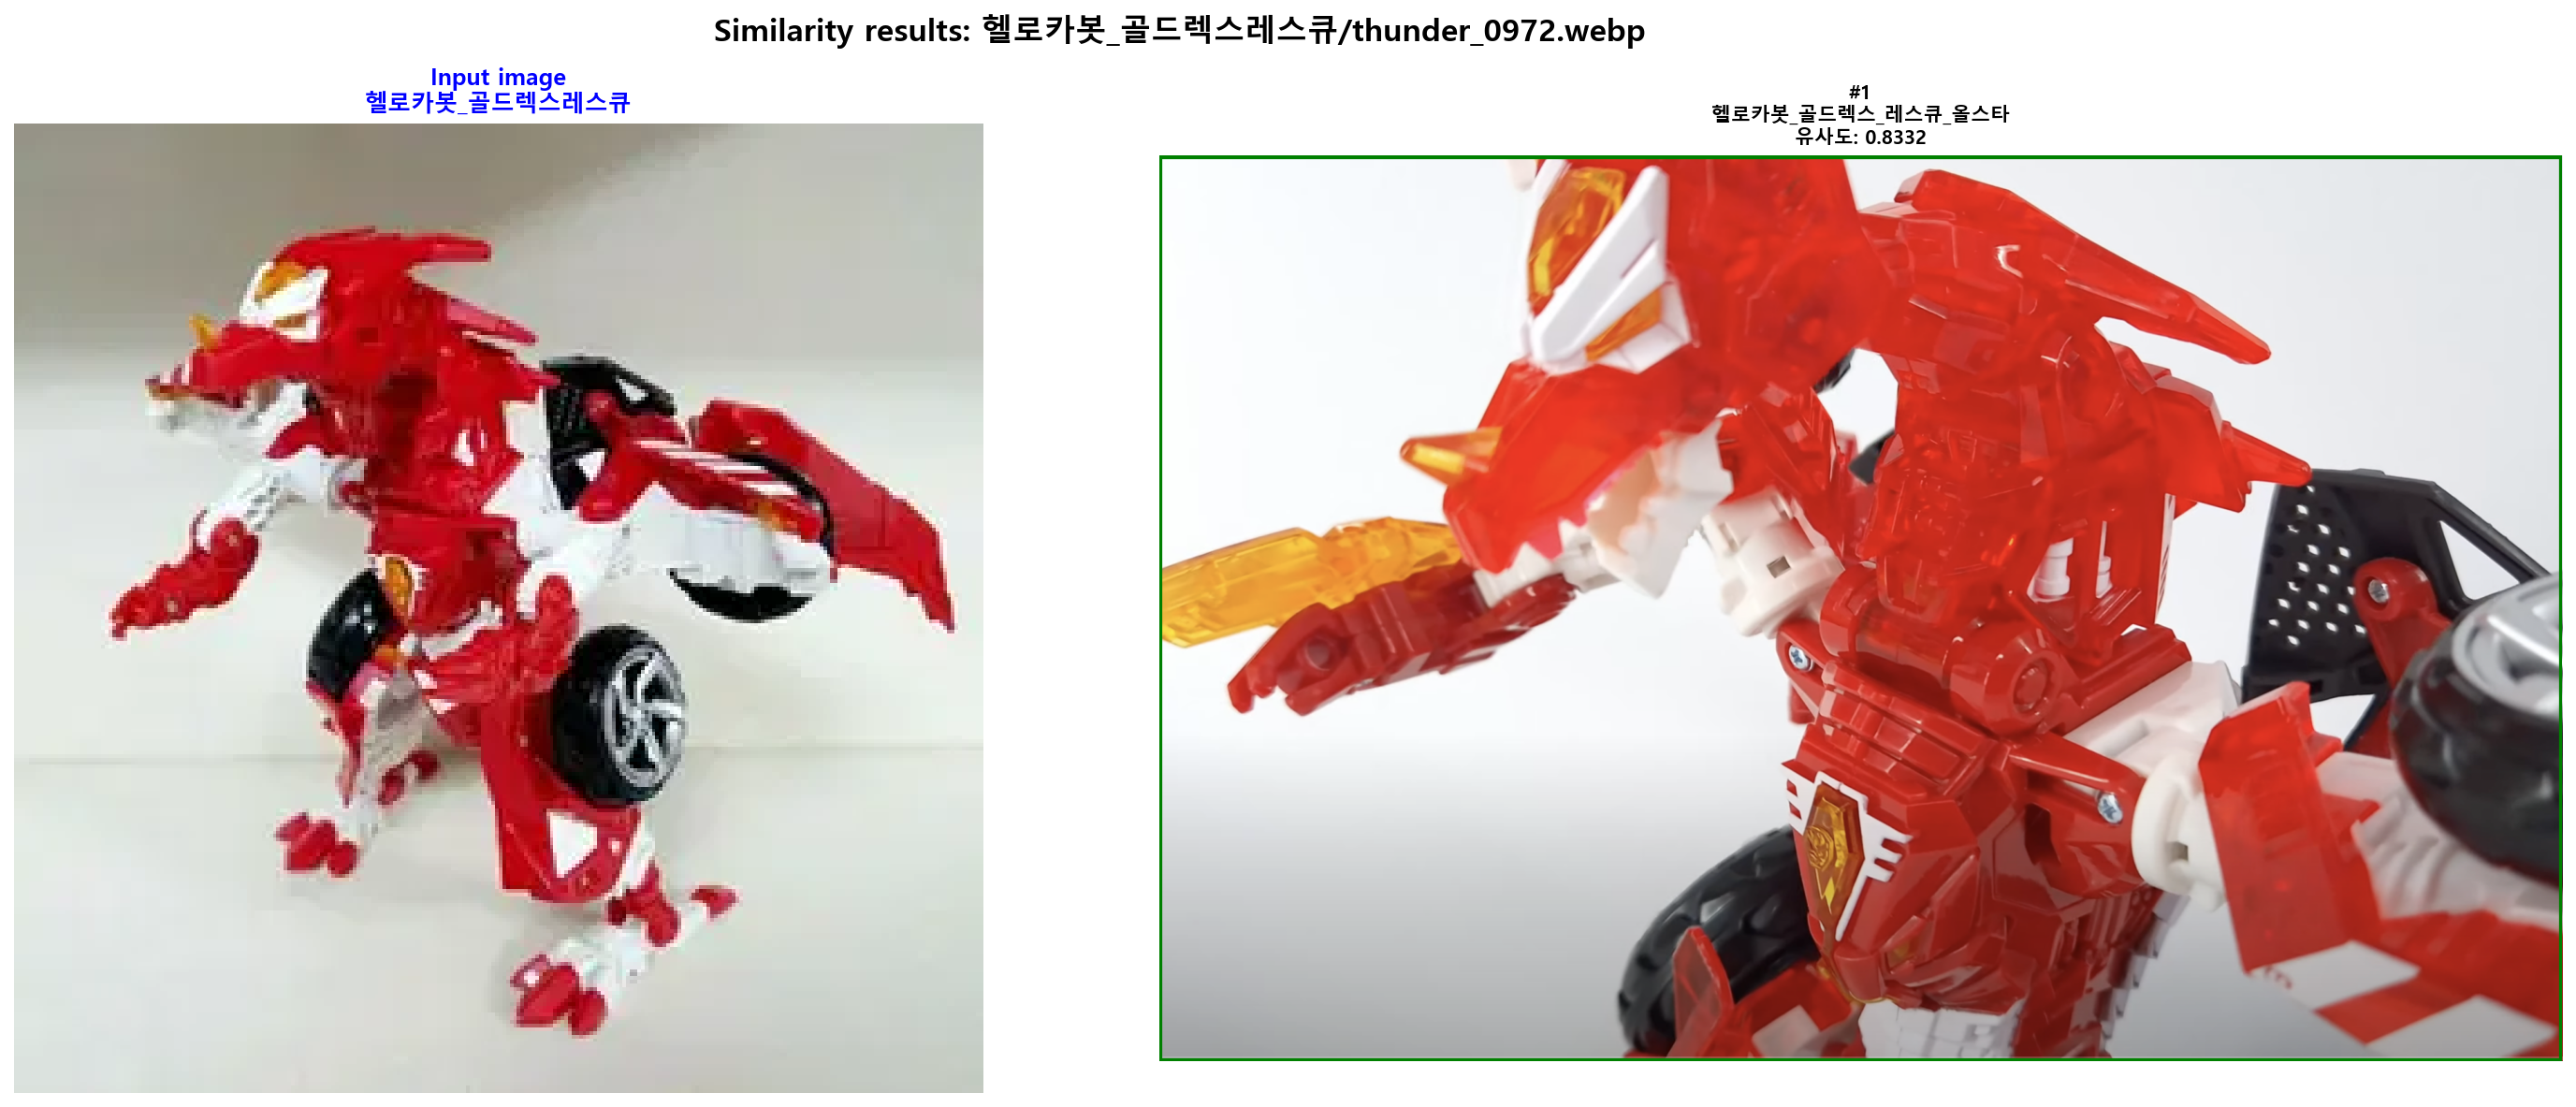 Similarity results: 헬로카봇_골드렉스레스큐/thunder_0972.webp
Input image
헬로카봇_골드렉스레스큐
#1
헬로카봇_골드렉스_레스큐_올스타
유사도: 0.8332